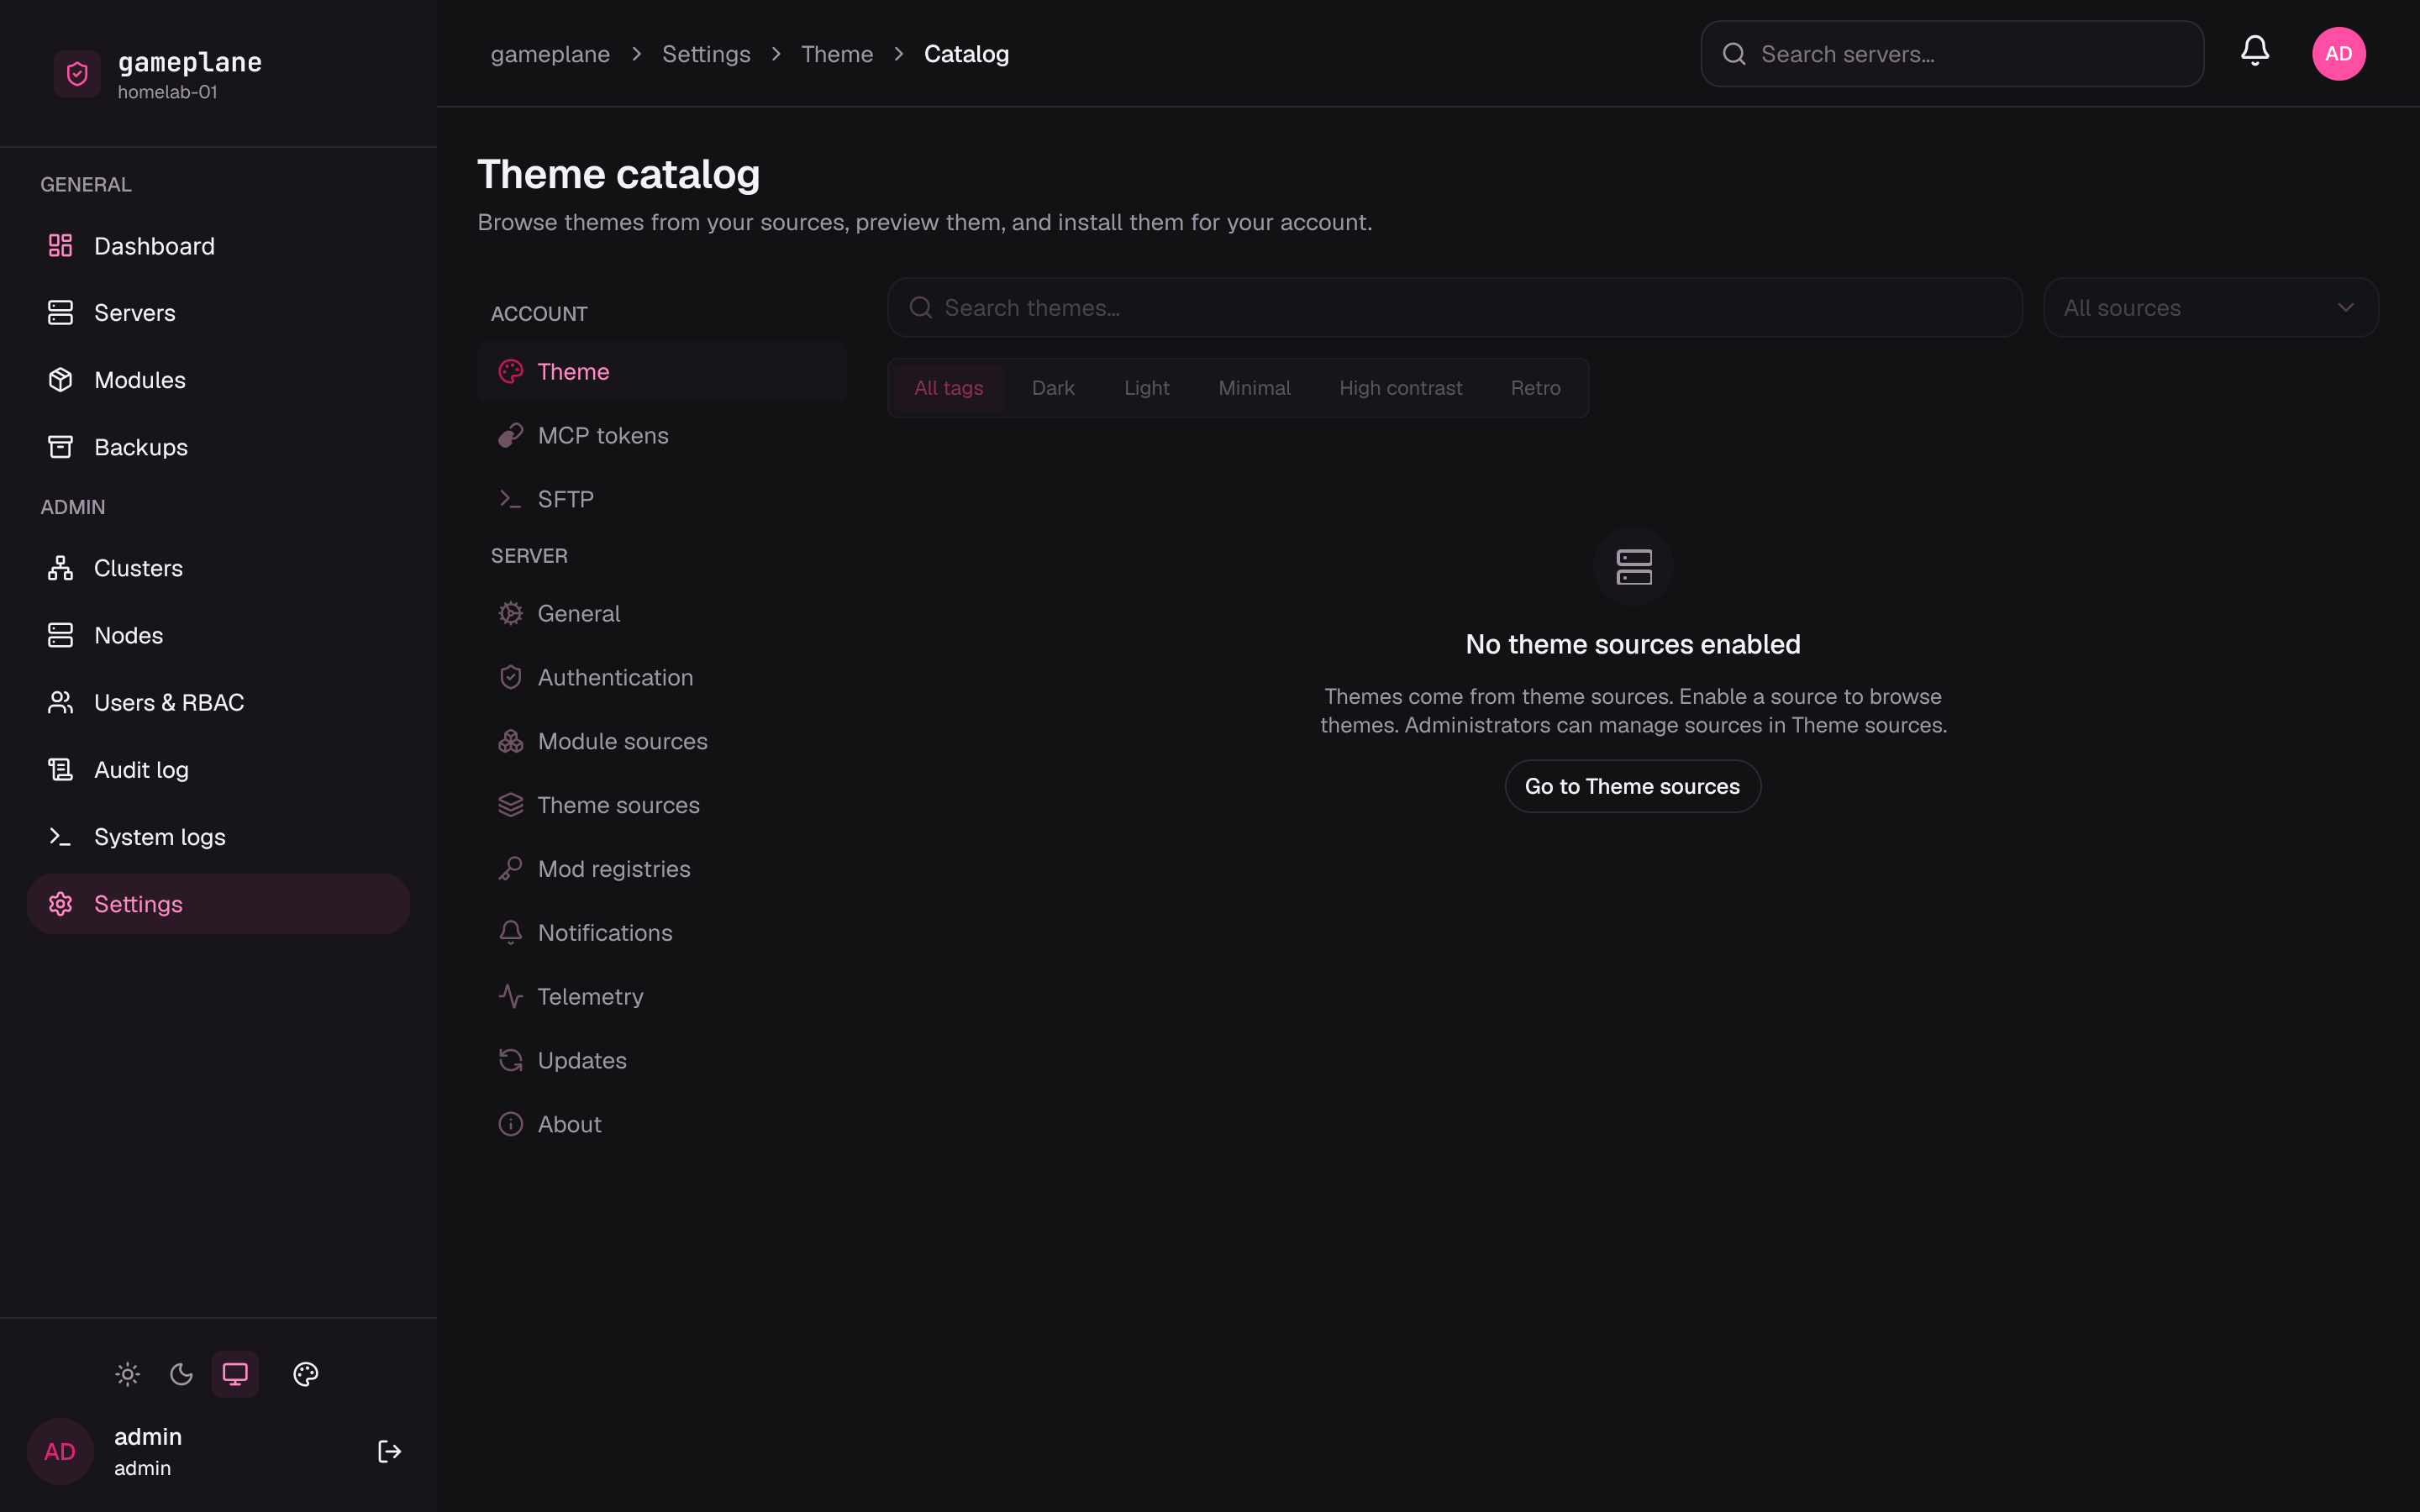 gameplane
homelab-01
GENERAL
Dashboard
Servers
Modules
Backups
ADMIN
Clusters
Nodes
Users & RBAC
Audit log
System logs
Settings
AD
admin
admin
gameplane > Settings > Theme > Catalog
Search servers...
AD
Theme catalog
Browse themes from your sources, preview them, and install them for your account.
ACCOUNT
Theme
MCP tokens
SFTP
SERVER
General
Authentication
Module sources
Theme sources
Mod registries
Notifications
Telemetry
Updates
About
Search themes...
All sources
All tags
Dark
Light
Minimal
High contrast
Retro
No theme sources enabled
Themes come from theme sources. Enable a source to browse
themes. Administrators can manage sources in Theme sources.
Go to Theme sources